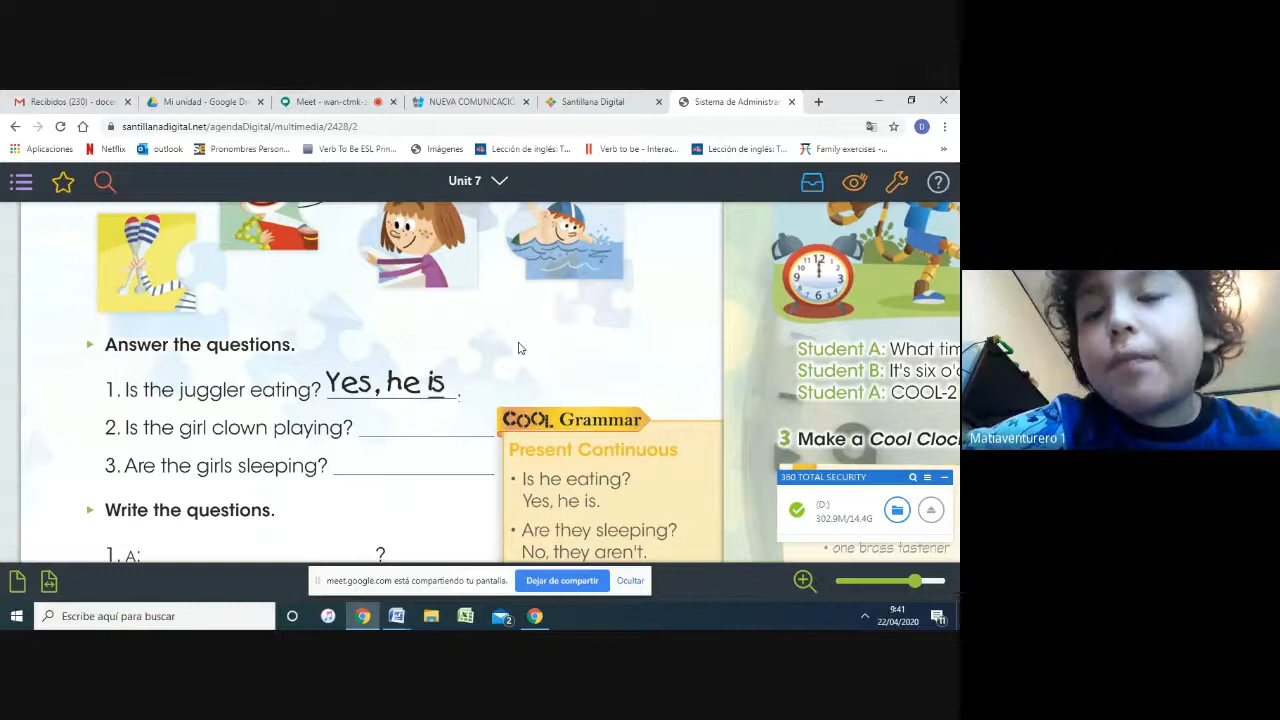 Recibidos (230) - doce
Mi unidad - Google Dr
Meet - wan-ctmk-z
NUEVA COMUNICACIÓ
Santillana Digital
Sistema de Administrar
santillanadigital.net/agendaDigital/multimedia/2428/2
D
Aplicaciones
Netflix
outlook
Pronombres Person...
Verb To Be ESL Prin...
Imágenes
Lección de inglés: T...
Verb to be - Interac...
Lección de inglés: T...
Family exercises -...
Unit 7
Answer the questions.
1. Is the juggler eating? Yes, he is.
2. Is the girl clown playing?
3. Are the girls sleeping?
Write the questions.
1. A: ?
COOL Grammar
Present Continuous
• Is he eating?
Yes, he is.
• Are they sleeping?
No, they aren't.
12
9
3
6
Student A: What tim
Student B: It's six o'c
Student A: COOL-2
3 Make a Cool Cloc
360 TOTAL SECURITY
(D:)
302.9M/14.4G
• one brass fastener
meet.google.com está compartiendo tu pantalla.
Dejar de compartir
Ocultar
Escribe aquí para buscar
2
9:41
22/04/2020
11
Matiaventurero 1